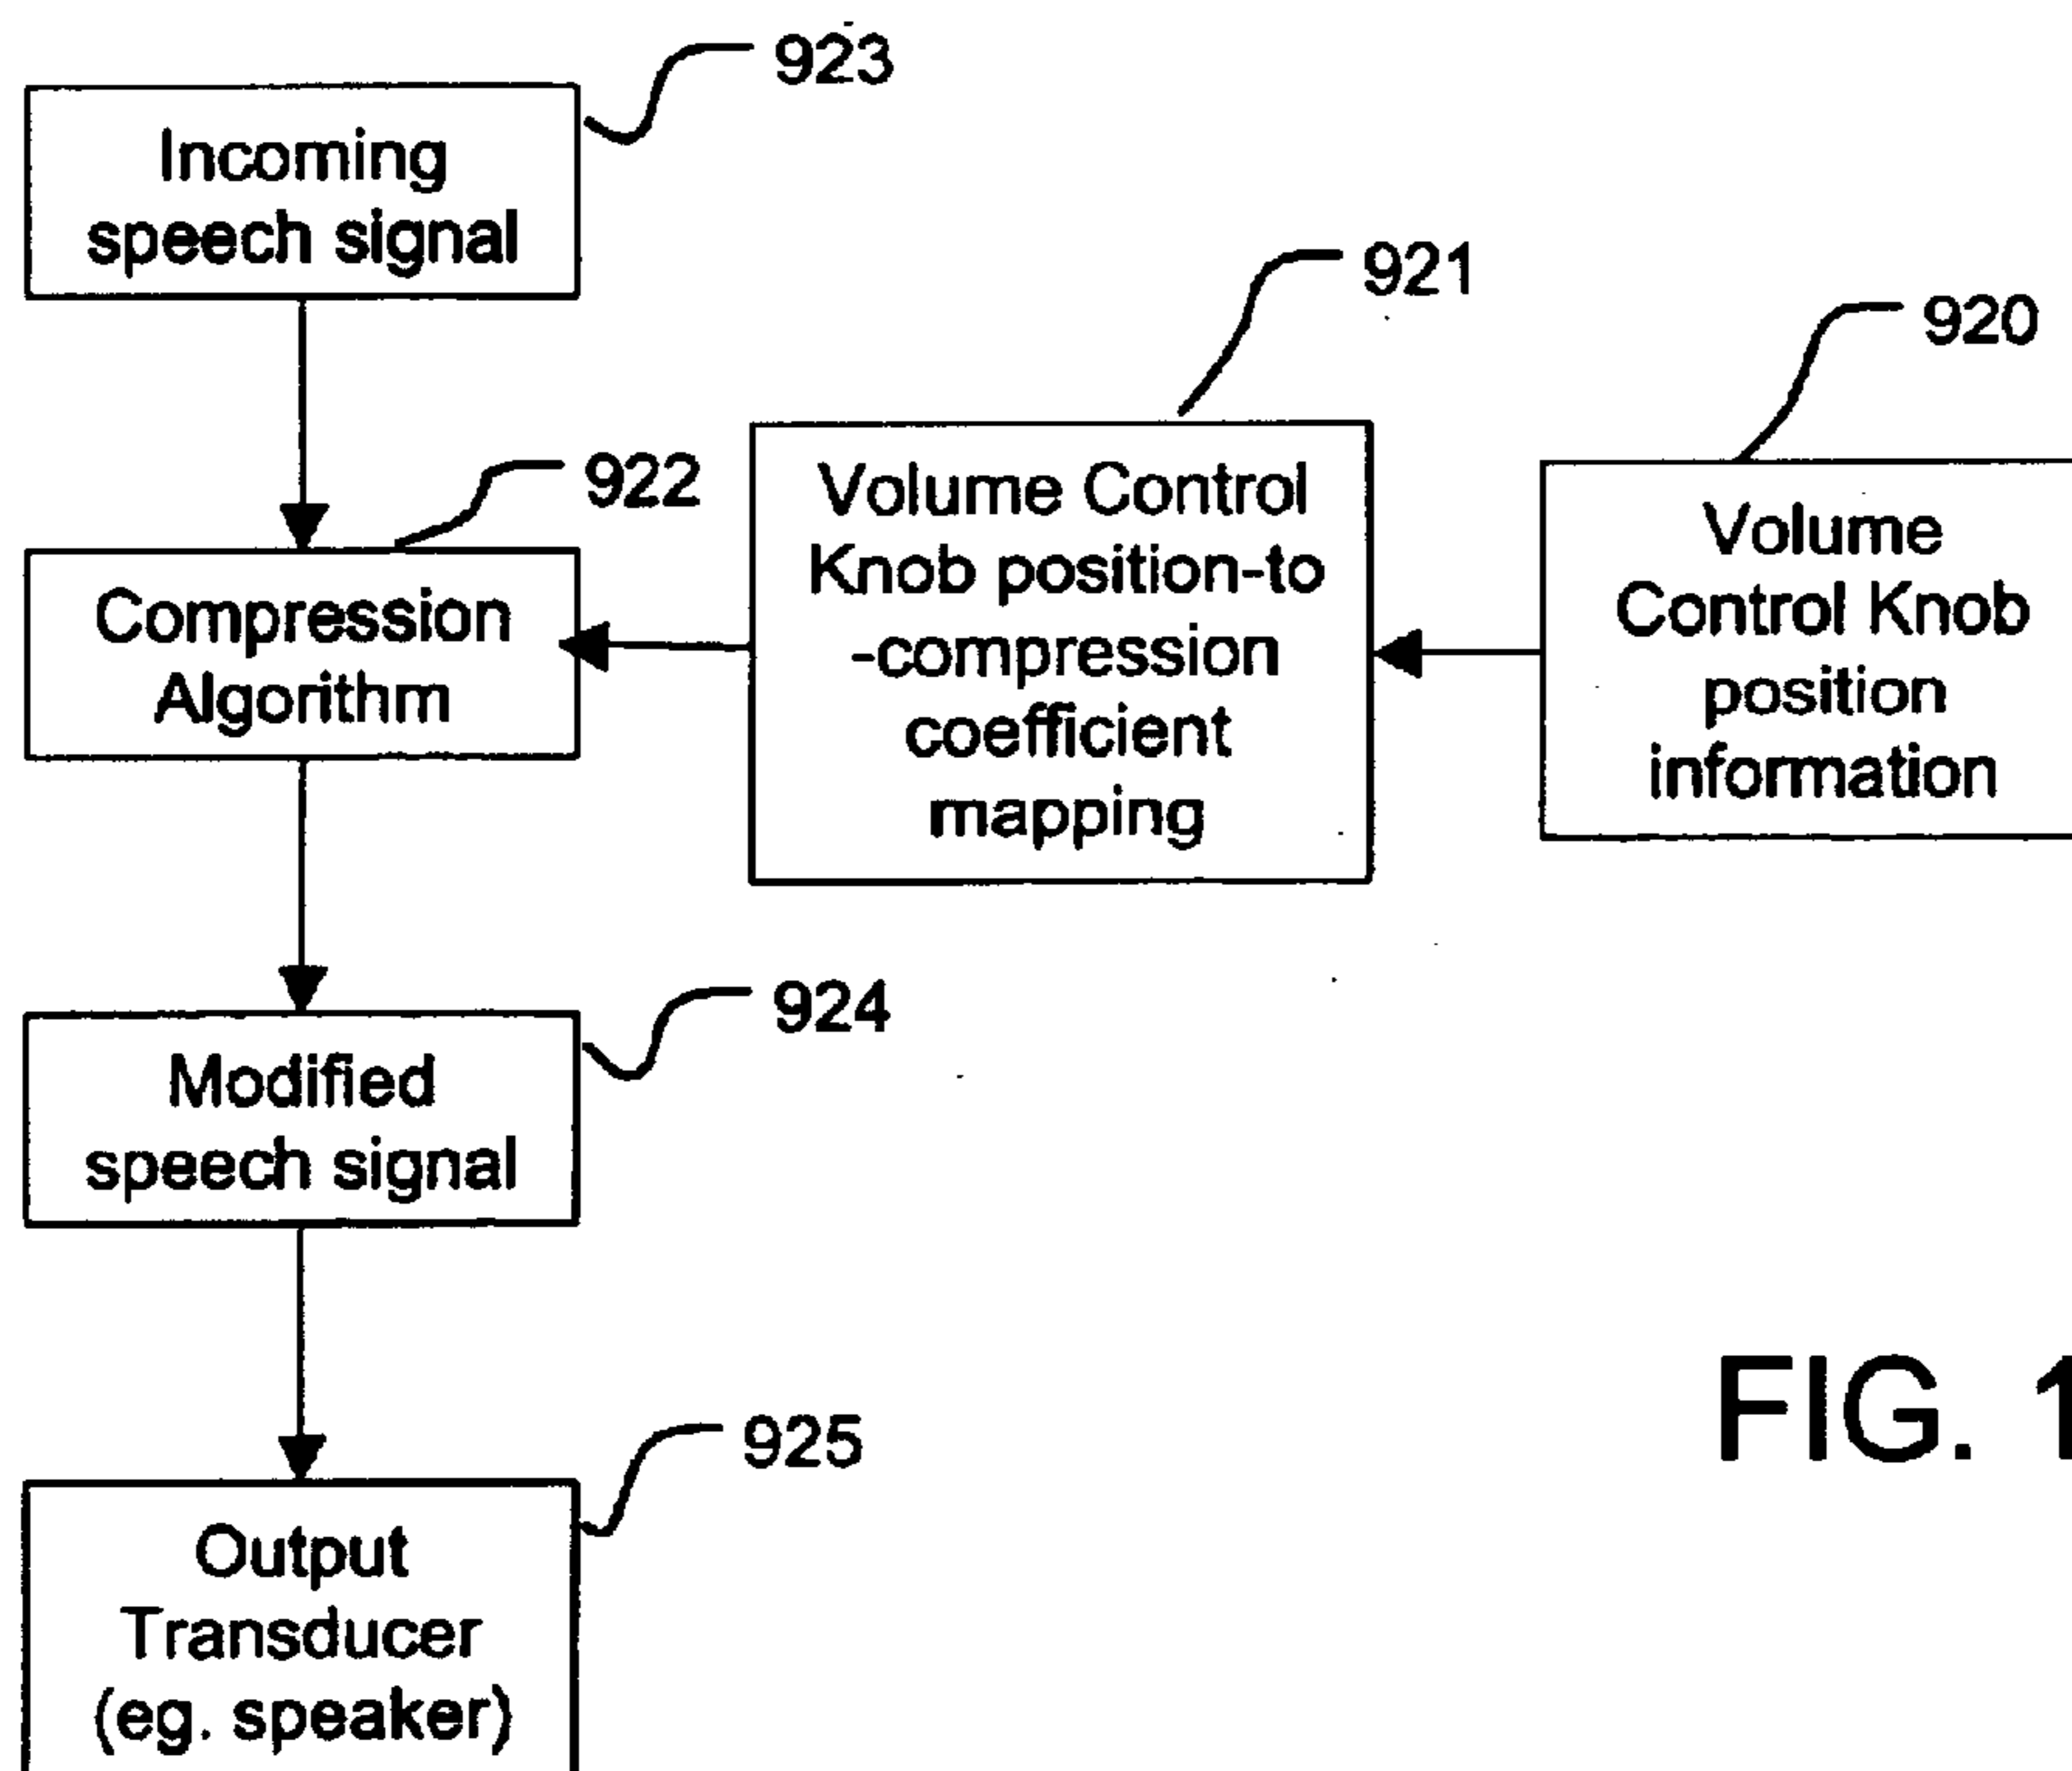 923
Incoming
speech signal
921
920
922
Volume Control
Knob position-to
-compression
coefficient
mapping
Volume
Control Knob
position
information
Compression
Algorithm
924
Modified
speech signal
FIG. 1
925
Output
Transducer
(eg. speaker)